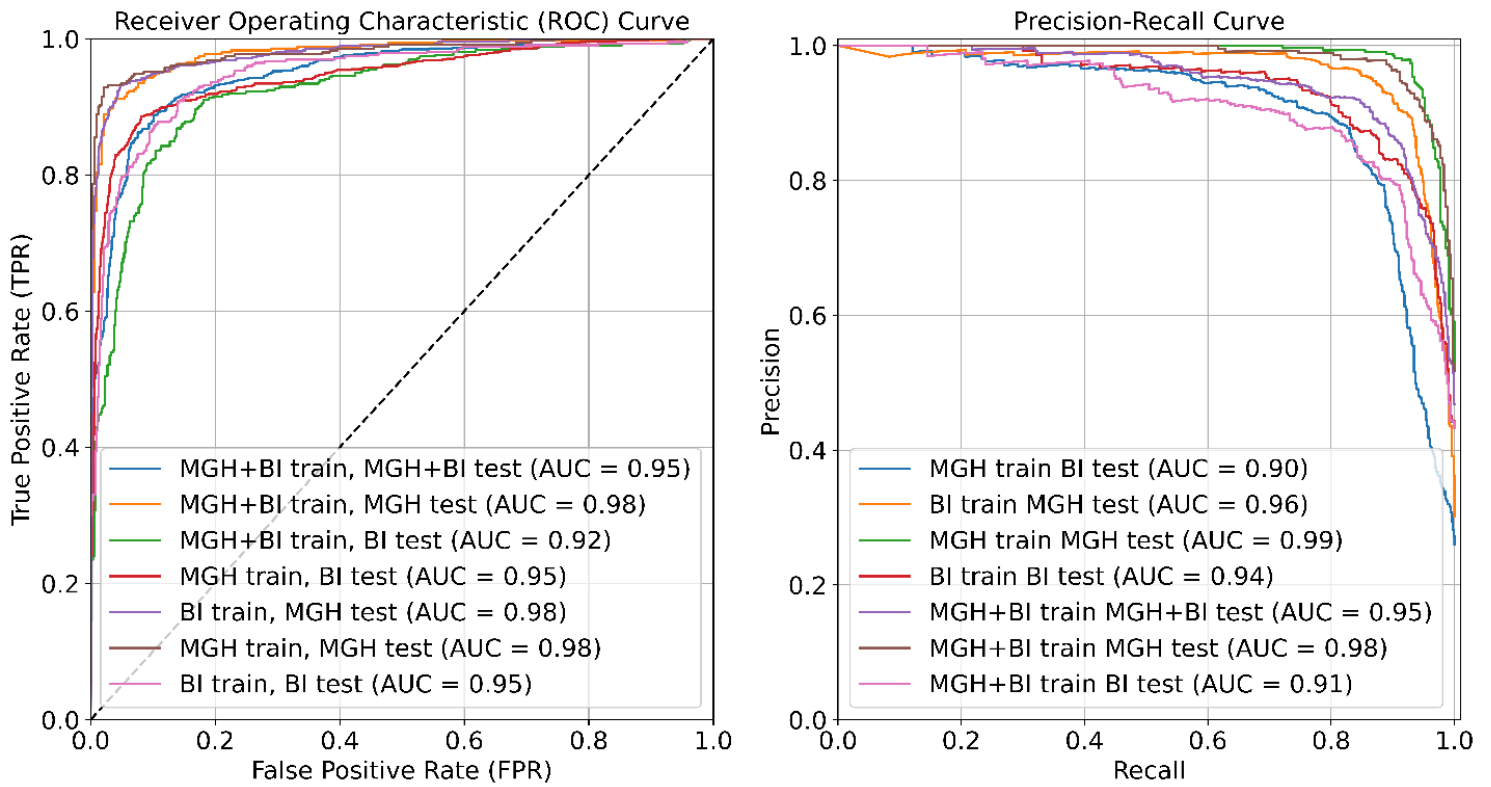 Receiver Operating Characteristic (ROC) Curve
True Positive Rate (TPR)
1.0
0.8
0.6
0.4
0.2
0.0
MGH+BI train, MGH+BI test (AUC = 0.95)
MGH+BI train, MGH test (AUC = 0.98)
MGH+BI train, BI test (AUC = 0.92)
MGH train, BI test (AUC = 0.95)
BI train, MGH test (AUC = 0.98)
MGH train, MGH test (AUC = 0.98)
BI train, BI test (AUC = 0.95)
0.0 0.2 0.4 0.6 0.8 1.0
False Positive Rate (FPR)
Precision-Recall Curve
Precision
1.0
0.8
0.6
0.4
0.2
0.0
MGH train BI test (AUC = 0.90)
BI train MGH test (AUC = 0.96)
MGH train MGH test (AUC = 0.99)
BI train BI test (AUC = 0.94)
MGH+BI train MGH+BI test (AUC = 0.95)
MGH+BI train MGH test (AUC = 0.98)
MGH+BI train BI test (AUC = 0.91)
0.0 0.2 0.4 0.6 0.8 1.0
Recall